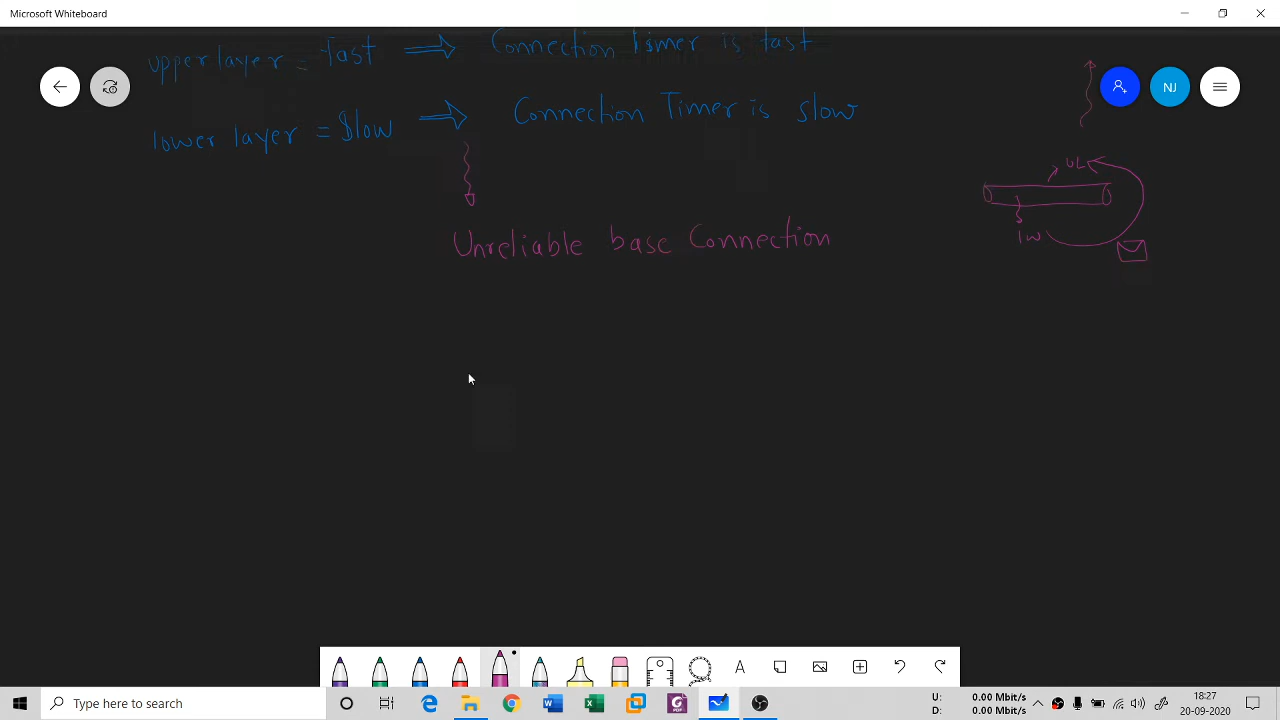 Microsoft Whiteboard
upper layer = fast ⇒ Connection Timer is fast
NJ
lower layer = Slow ⇒ Connection Timer is slow
UL
Unreliable base Connection
lw
A
Type here to search
U: 0.00 Mbit/s
D: 0.00 Mbit/s
18:27
20-09-2020